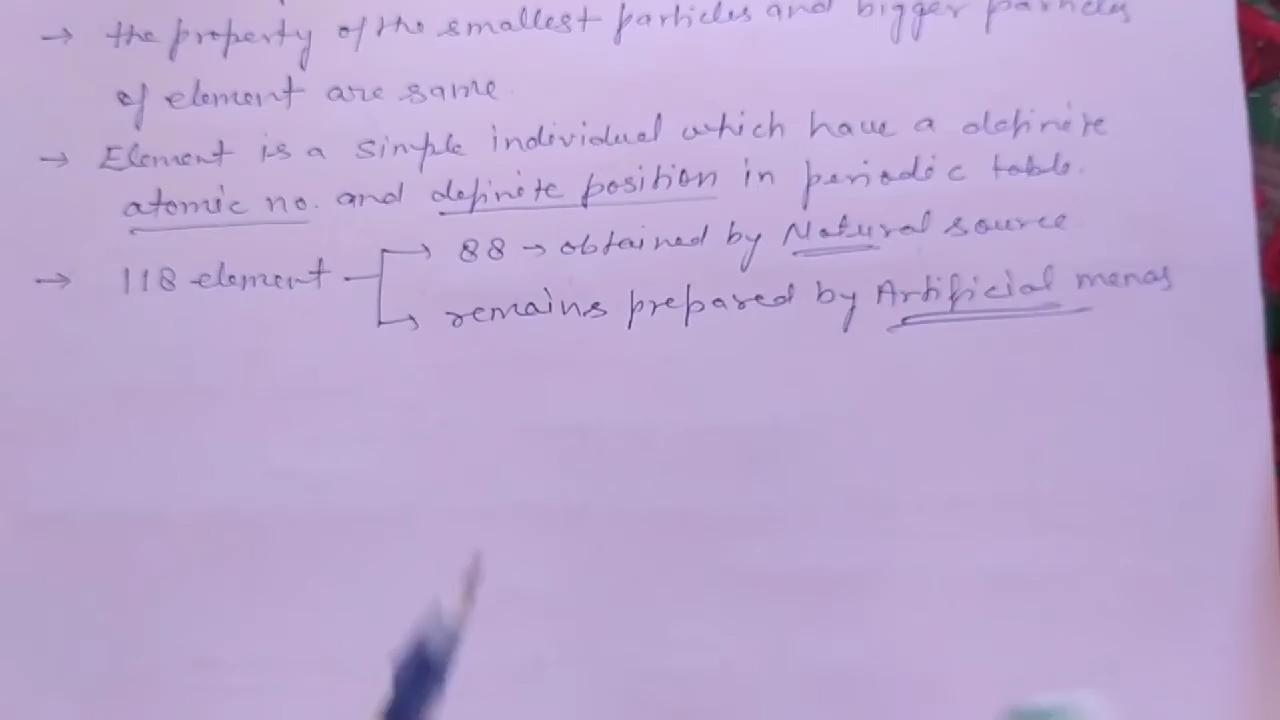 → the property of the smallest particles and bigger particles
of element are same
→ Element is a simple individual which have a definite
atomic no. and definite position in periodic table.
→ 118 element → 88 → obtained by Natural source
→ remains prepared by Artificial menas